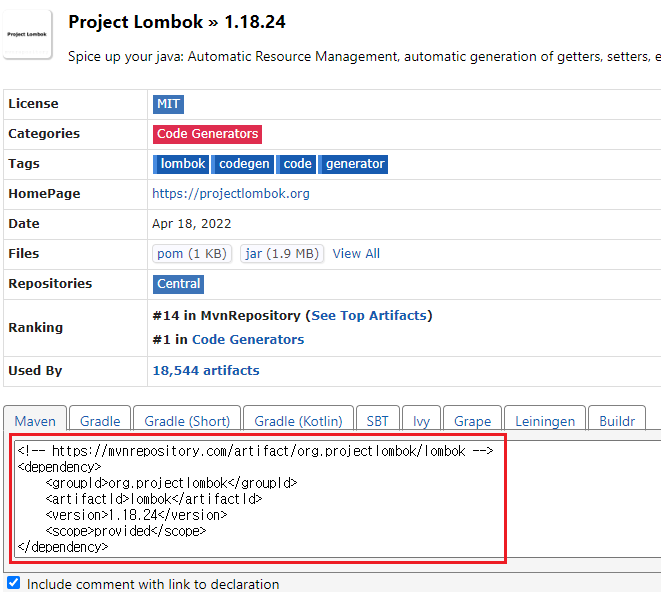 Project Lombok
Project Lombok » 1.18.24
Spice up your java: Automatic Resource Management, automatic generation of getters, setters, e
License MIT
Categories Code Generators
Tags lombok codegen code generator
HomePage https://projectlombok.org
Date Apr 18, 2022
Files pom (1 KB) jar (1.9 MB) View All
Repositories Central
Ranking #14 in MvnRepository (See Top Artifacts)
#1 in Code Generators
Used By 18,544 artifacts
Maven Gradle Gradle (Short) Gradle (Kotlin) SBT Ivy Grape Leiningen Buildr
<!-- https://mvnrepository.com/artifact/org.projectlombok/lombok -->
<dependency>
    <groupId>org.projectlombok</groupId>
    <artifactId>lombok</artifactId>
    <version>1.18.24</version>
    <scope>provided</scope>
</dependency>
Include comment with link to declaration